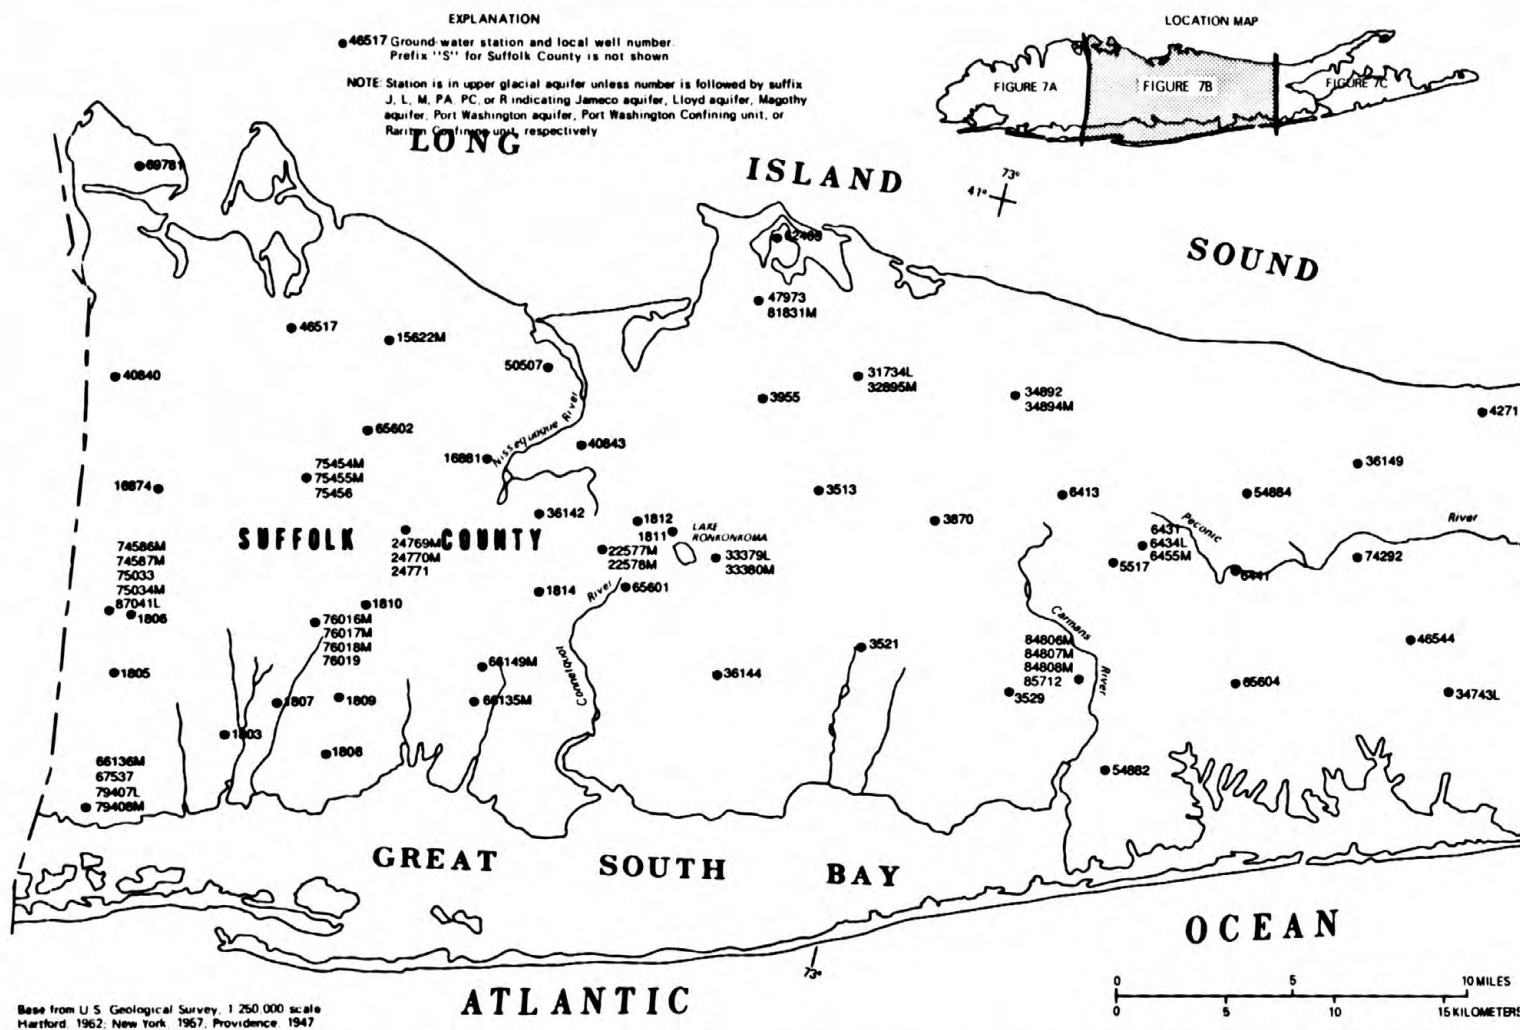 EXPLANATION
46517 Ground-water station and local well number.
Prefix "S" for Suffolk County is not shown
NOTE: Station is in upper glacial aquifer unless number is followed by suffix
J, L, M, PA, PC, or R indicating Jameco aquifer, Lloyd aquifer, Magothy
aquifer, Port Washington aquifer, Port Washington Confining unit, or
Raritan Confining unit, respectively
LOCATION MAP
FIGURE 7A
FIGURE 7B
FIGURE 7C
LONG
ISLAND
SOUND
73°
41°
69781
62405
47973
81831M
46517
15622M
50507
40840
31734L
32895M
3955
34892
34894M
4271
65602
Nissequogue River
40843
16881
36149
75454M
75455M
75456
16874
3513
6413
54884
36142
1812
1811
LAKE
RONKONKOMA
3870
Peconic
River
SUFFOLK COUNTY
24769M
24770M
24771
22577M
22578M
33379L
33380M
6431
6434L
6455M
5517
6441
74292
74586M
74587M
75033
75034M
87041L
1806
1810
1814
River
65601
Connetquot
76016M
76017M
76018M
76019
Carmans
River
84806M
84807M
84808M
85712
46544
1805
66149M
36144
3521
3529
65604
34743L
1807
1809
66135M
1803
1808
54882
66136M
67537
79407L
79408M
GREAT SOUTH BAY
OCEAN
73°
ATLANTIC
0 5 10 MILES
0 5 10 15 KILOMETERS
Base from U.S. Geological Survey, 1:250,000 scale
Hartford, 1962; New York, 1957; Providence, 1947